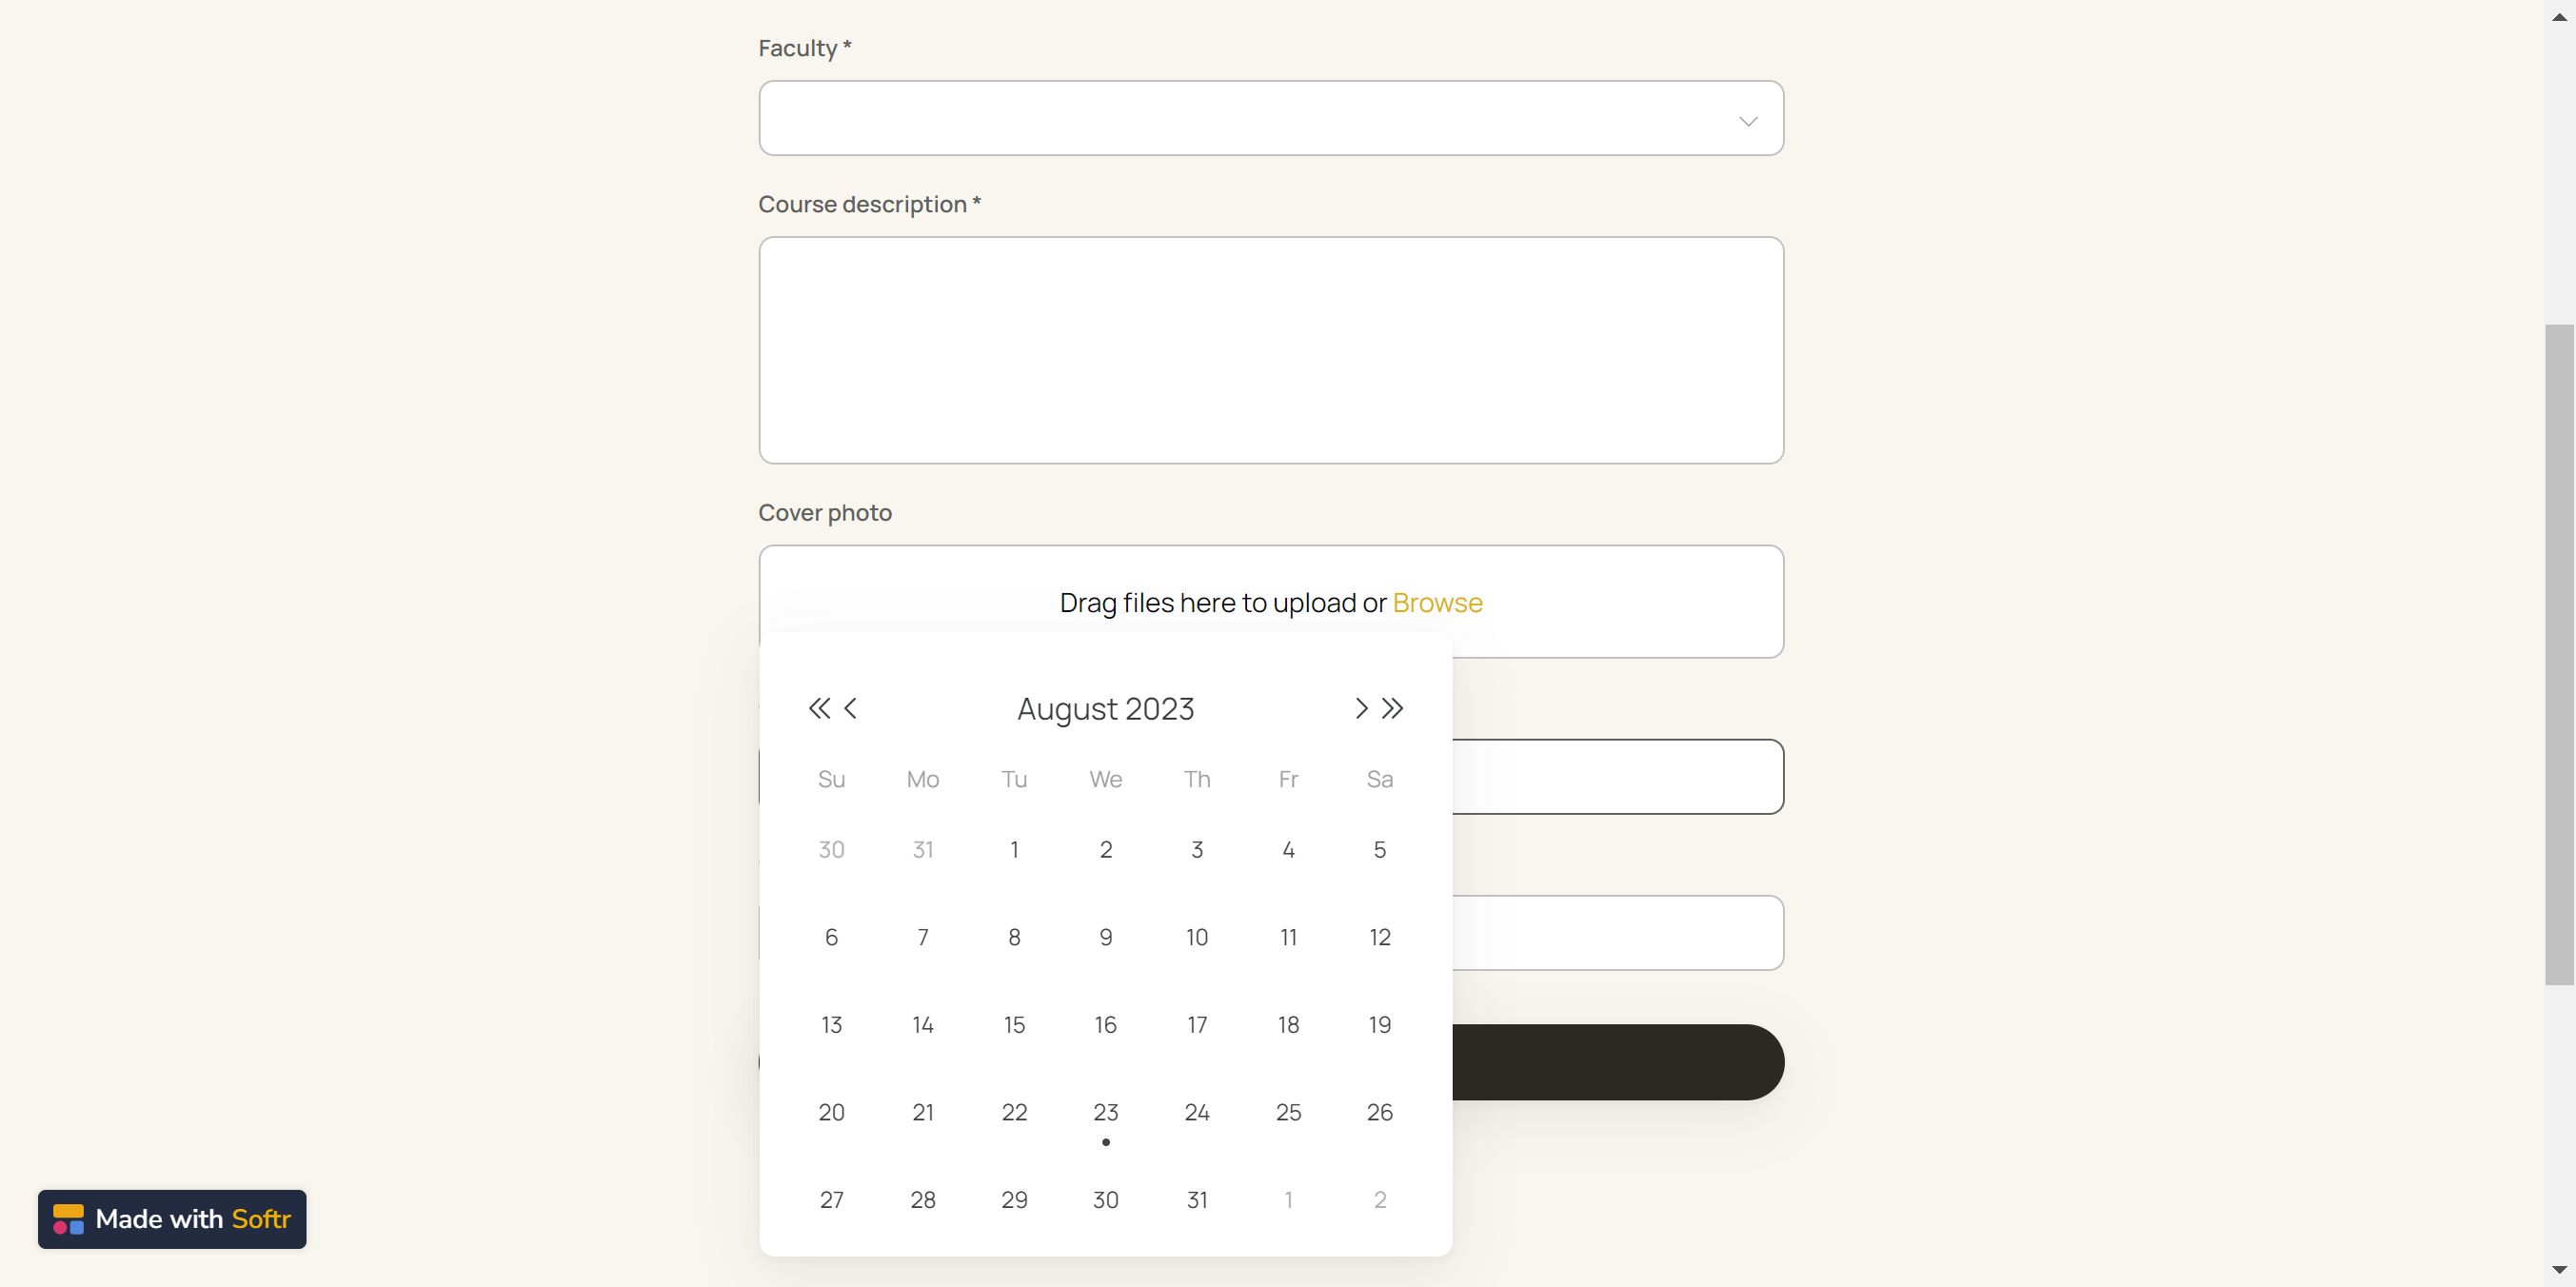 Faculty *
Course description *
Cover photo
Drag files here to upload or Browse
August 2023
Su Mo Tu We Th Fr Sa
30 31 1 2 3 4 5
6 7 8 9 10 11 12
13 14 15 16 17 18 19
20 21 22 23 24 25 26
27 28 29 30 31 1 2
Made with Softr